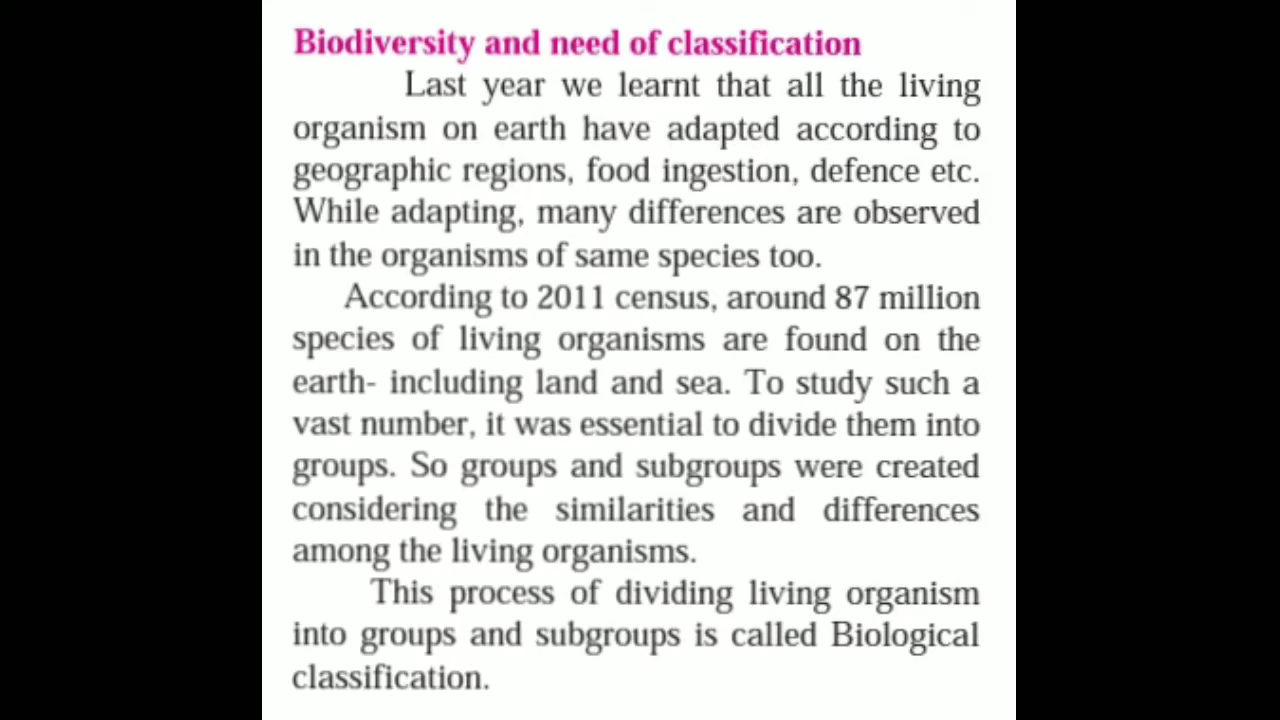 Biodiversity and need of classification
Last year we learnt that all the living
organism on earth have adapted according to
geographic regions, food ingestion, defence etc.
While adapting, many differences are observed
in the organisms of same species too.
According to 2011 census, around 87 million
species of living organisms are found on the
earth- including land and sea. To study such a
vast number, it was essential to divide them into
groups. So groups and subgroups were created
considering the similarities and differences
among the living organisms.
This process of dividing living organism
into groups and subgroups is called Biological
classification.